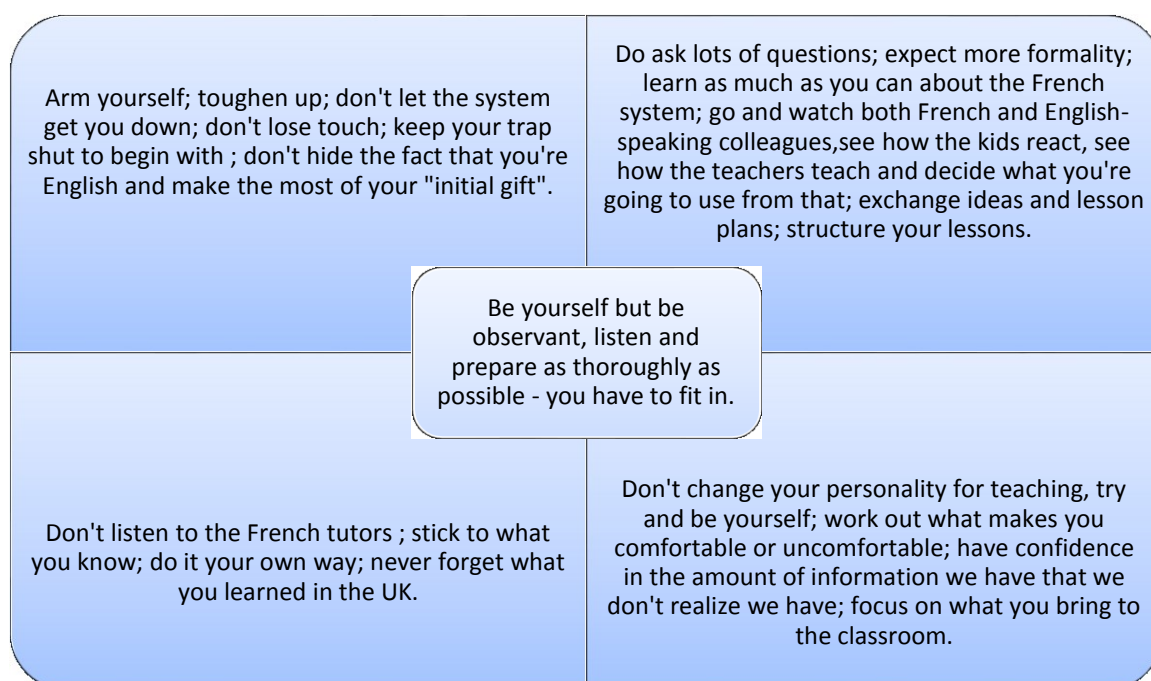 Arm yourself; toughen up; don't let the system
get you down; don't lose touch; keep your trap
shut to begin with ; don't hide the fact that you're
English and make the most of your "initial gift".
Do ask lots of questions; expect more formality;
learn as much as you can about the French
system; go and watch both French and English-
speaking colleagues,see how the kids react, see
how the teachers teach and decide what you're
going to use from that; exchange ideas and lesson
plans; structure your lessons.
Be yourself but be
observant, listen and
prepare as thoroughly as
possible - you have to fit in.
Don't listen to the French tutors ; stick to what
you know; do it your own way; never forget what
you learned in the UK.
Don't change your personality for teaching, try
and be yourself; work out what makes you
comfortable or uncomfortable; have confidence
in the amount of information we have that we
don't realize we have; focus on what you bring to
the classroom.